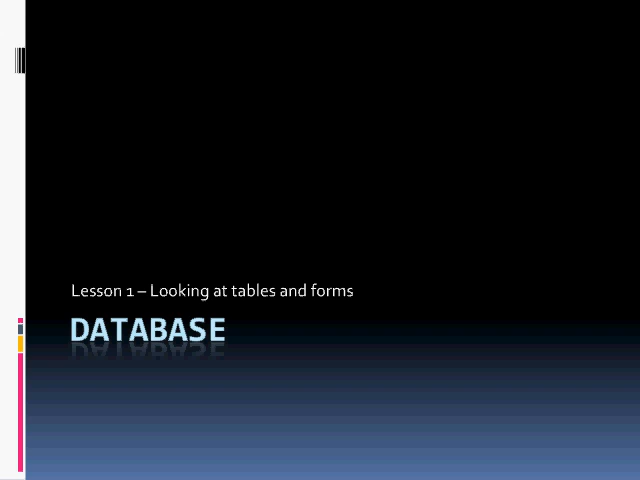 Lesson 1 – Looking at tables and forms
DATABASE